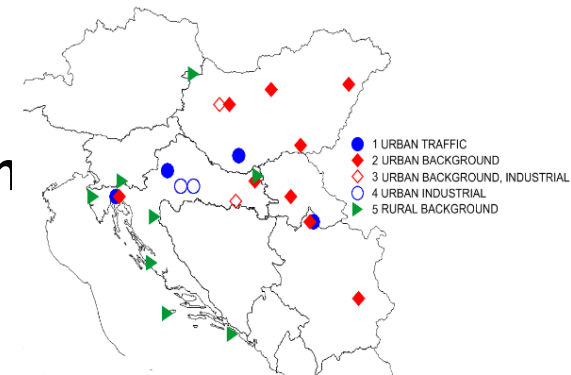 1 URBAN TRAFFIC
2 URBAN BACKGROUND
3 URBAN BACKGROUND, INDUSTRIAL
4 URBAN INDUSTRIAL
5 RURAL BACKGROUND